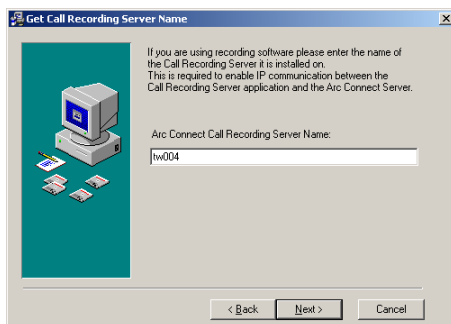 Get Call Recording Server Name
If you are using recording software please enter the name of
the Call Recording Server it is installed on.
This is required to enable IP communication between the
Call Recording Server application and the Arc Connect Server.
Arc Connect Call Recording Server Name:
tw004
< Back
Next >
Cancel